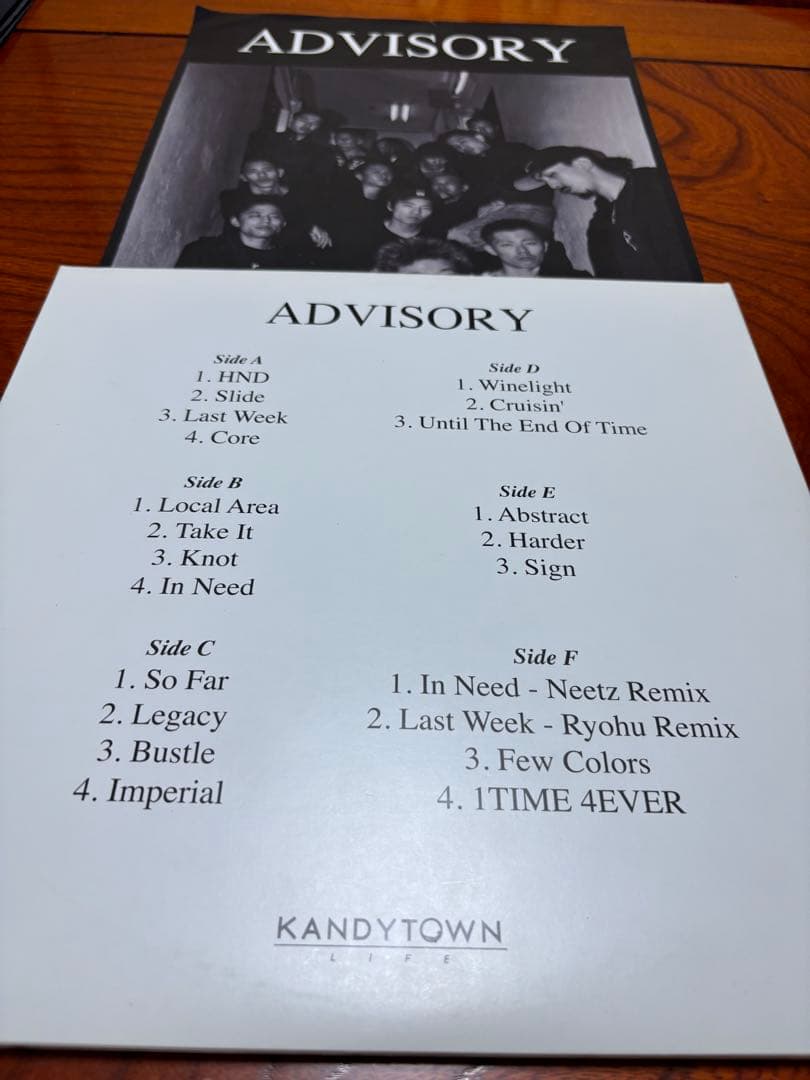 ADVISORY
ADVISORY
Side A
1. HND
2. Slide
3. Last Week
4. Core
Side B
1. Local Area
2. Take It
3. Knot
4. In Need
Side C
1. So Far
2. Legacy
3. Bustle
4. Imperial
Side D
1. Winelight
2. Cruisin'
3. Until The End Of Time
Side E
1. Abstract
2. Harder
3. Sign
Side F
1. In Need - Neetz Remix
2. Last Week - Ryohu Remix
3. Few Colors
4. 1TIME 4EVER
KANDYTOWN
LIFE